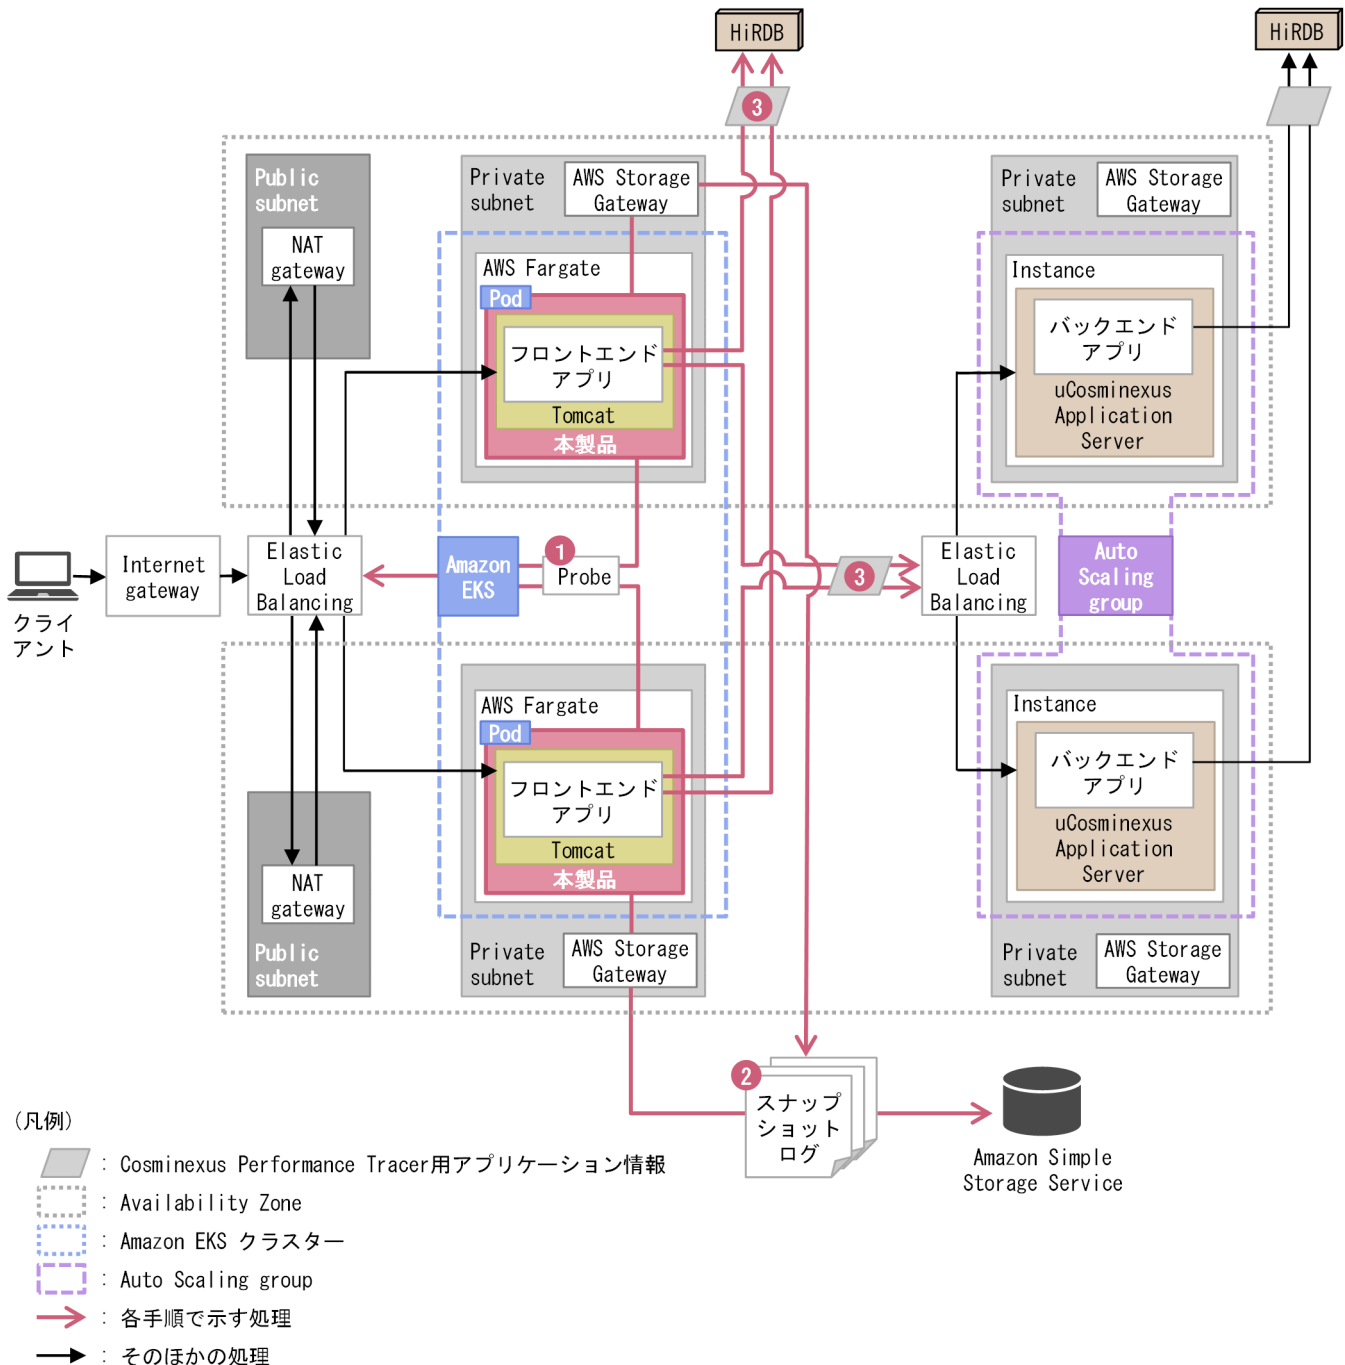 HiRDB
HiRDB
3
Public
subnet
NAT
gateway
Private
subnet
AWS Storage
Gateway
AWS Fargate
Pod
フロントエンド
アプリ
Tomcat
本製品
Private
subnet
AWS Storage
Gateway
Instance
バックエンド
アプリ
uCosminexus
Application
Server
クライ
アント
Internet
gateway
Elastic
Load
Balancing
Amazon
EKS
1
Probe
3
Elastic
Load
Balancing
Auto
Scaling
group
NAT
gateway
Public
subnet
AWS Fargate
Pod
フロントエンド
アプリ
Tomcat
本製品
Private
subnet
AWS Storage
Gateway
Instance
バックエンド
アプリ
uCosminexus
Application
Server
Private
subnet
AWS Storage
Gateway
2
スナップ
ショット
ログ
Amazon Simple
Storage Service
(凡例)
: Cosminexus Performance Tracer用アプリケーション情報
: Availability Zone
: Amazon EKS クラスター
: Auto Scaling group
: 各手順で示す処理
: そのほかの処理